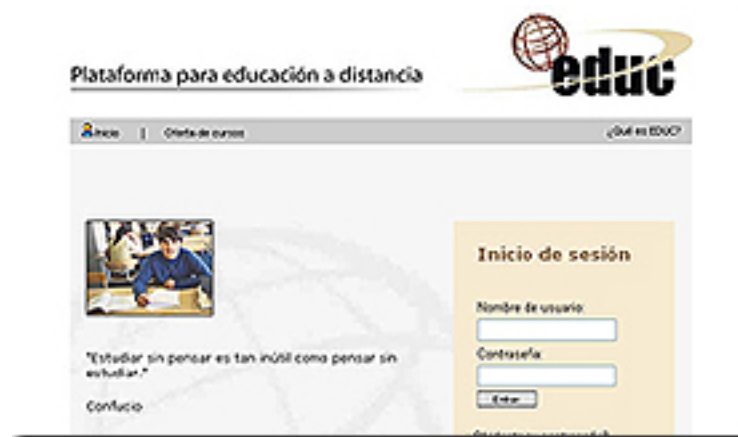 Plataforma para educación a distancia
educ
Inicio | Oferta de cursos ¿Qué es EDUC?
Inicio de sesión
Nombre de usuario:
Contraseña:
Entrar
"Estudiar sin pensar es tan inútil como pensar sin
estudiar."
Confucio